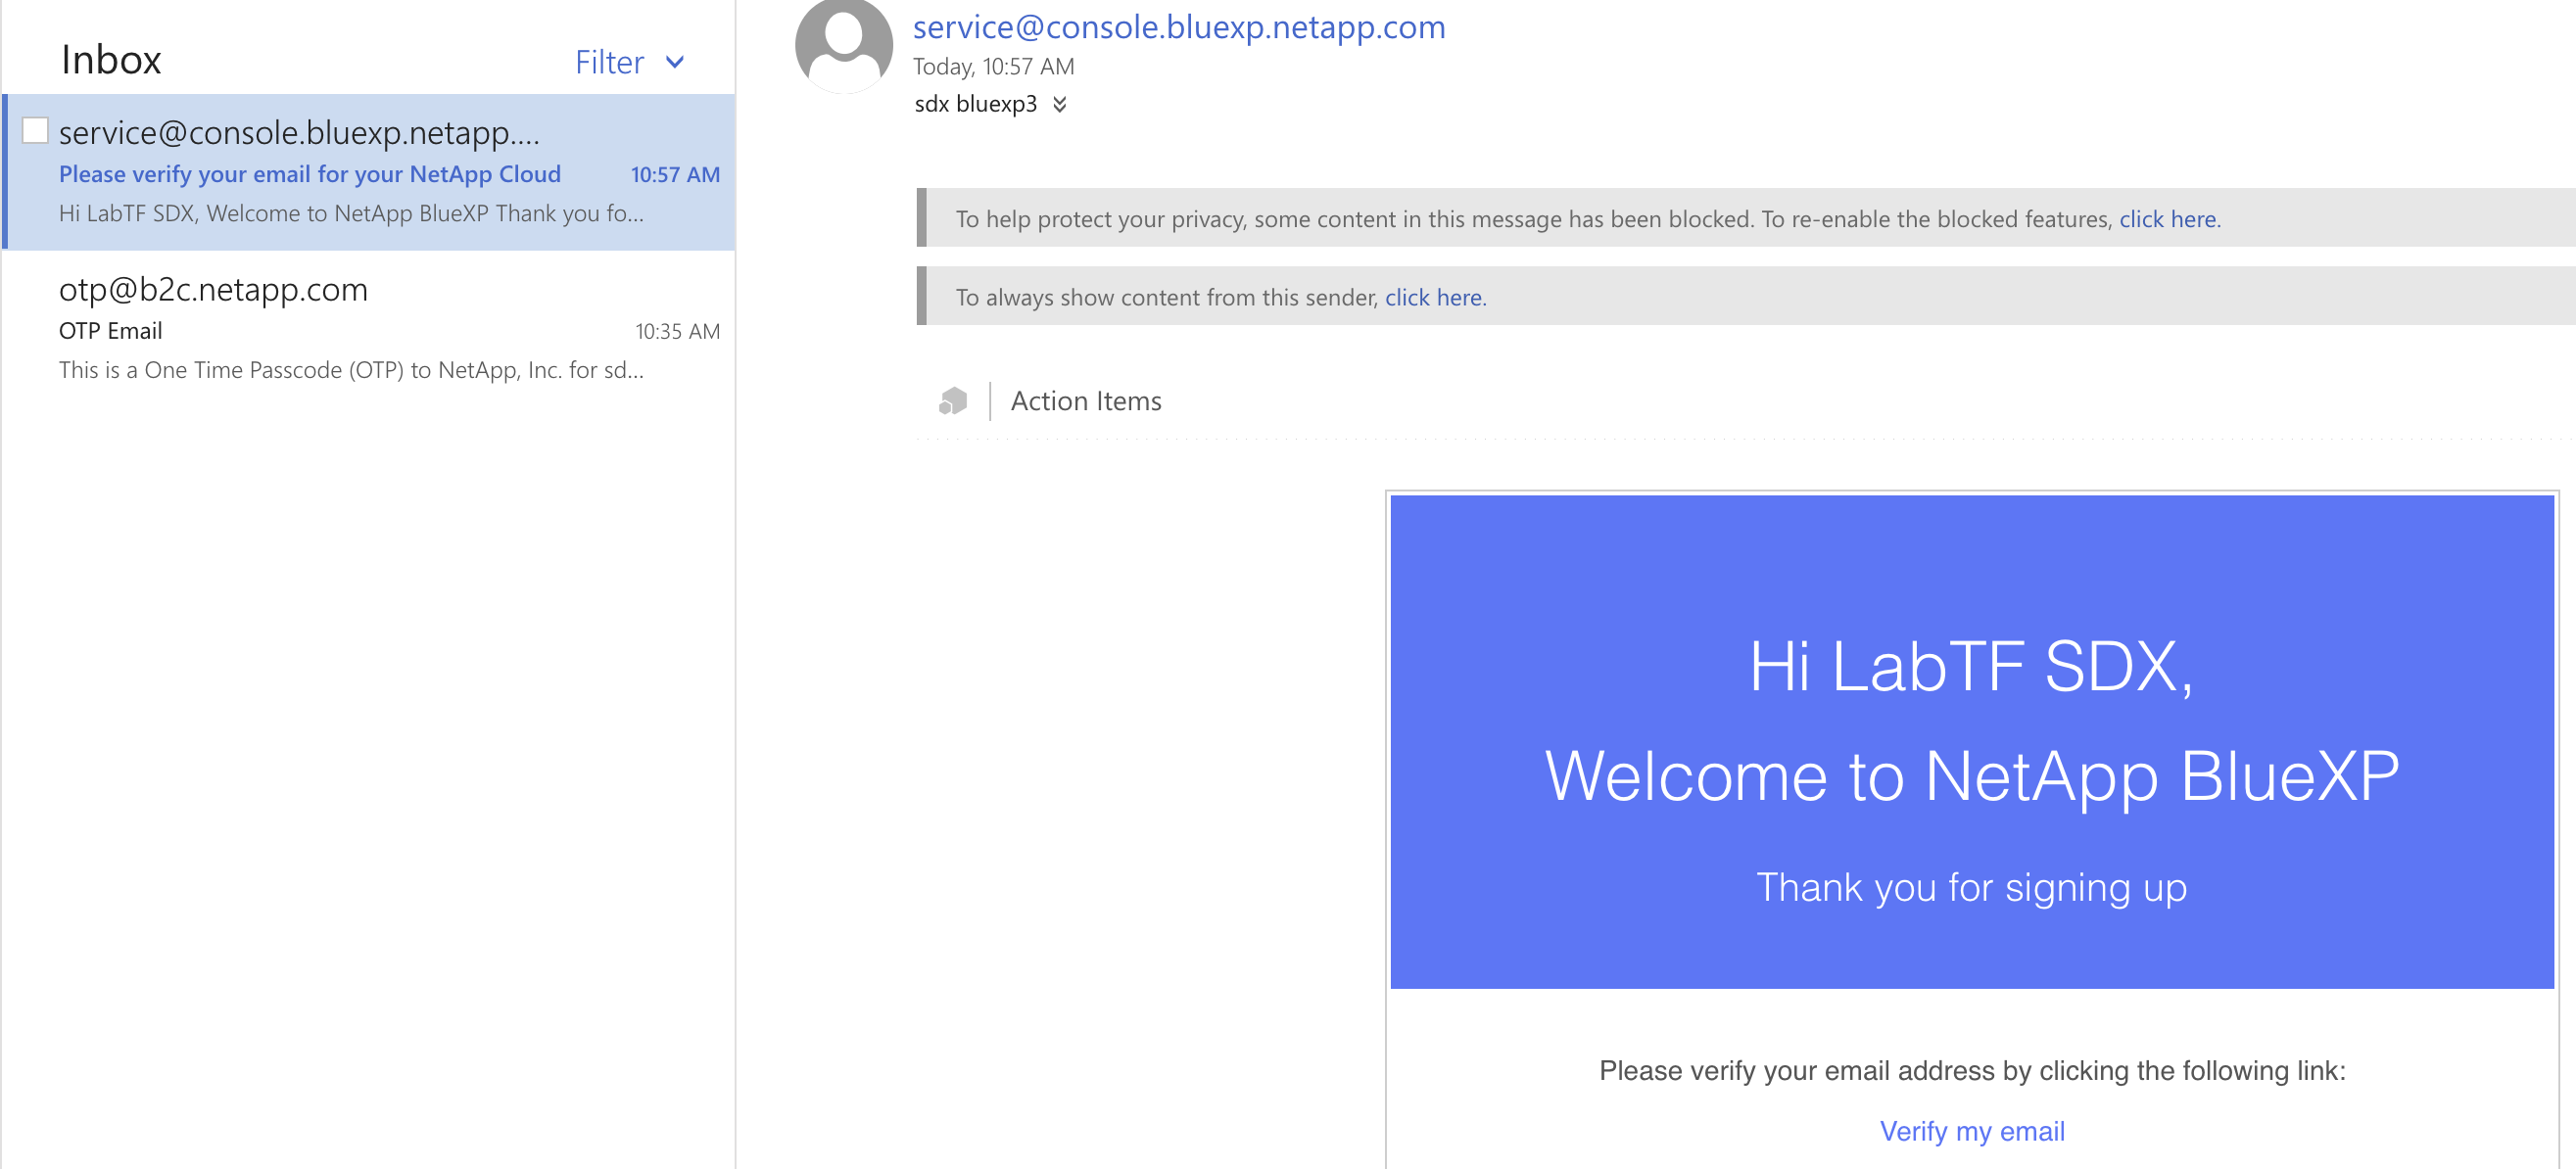 Inbox
Filter
service@console.bluexp.netapp....
Please verify your email for your NetApp Cloud 10:57 AM
Hi LabTF SDX, Welcome to NetApp BlueXP Thank you fo...
otp@b2c.netapp.com
OTP Email 10:35 AM
This is a One Time Passcode (OTP) to NetApp, Inc. for sd...
service@console.bluexp.netapp.com
Today, 10:57 AM
sdx bluexp3
To help protect your privacy, some content in this message has been blocked. To re-enable the blocked features, click here.
To always show content from this sender, click here.
Action Items
Hi LabTF SDX,
Welcome to NetApp BlueXP
Thank you for signing up
Please verify your email address by clicking the following link:
Verify my email